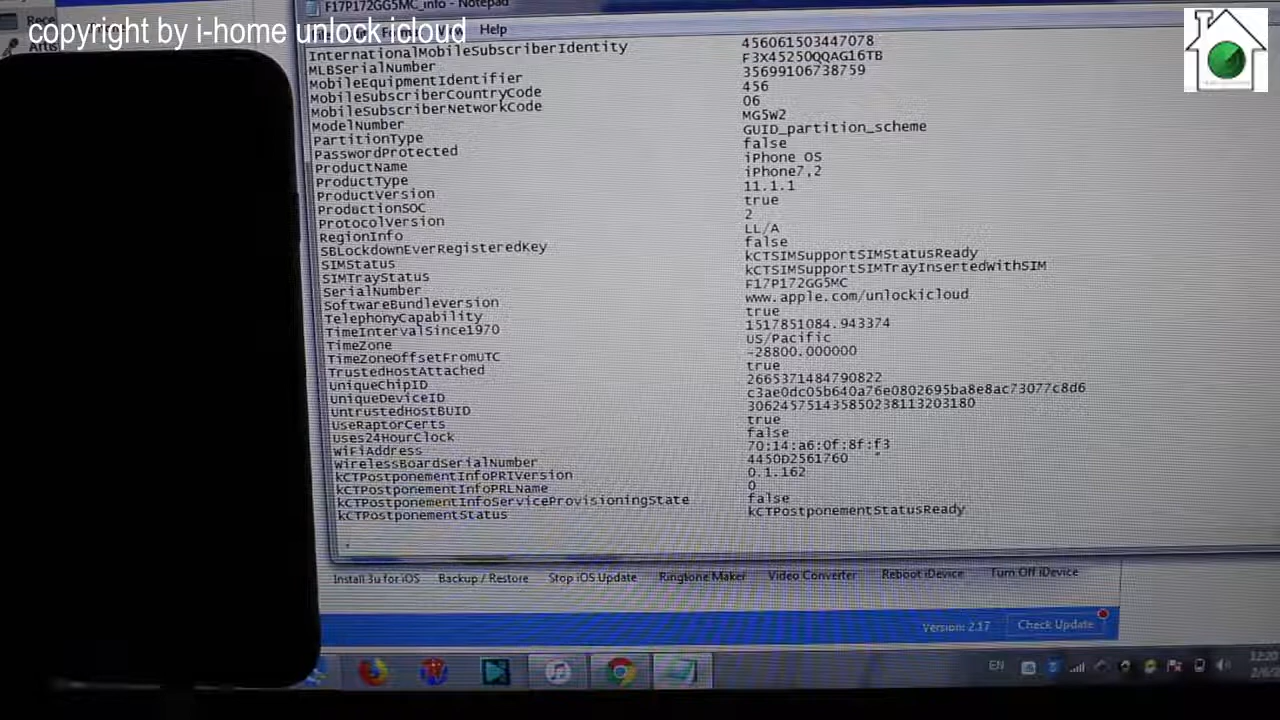 copyright by i-home unlock icloud
F17P172GG5MC_info - Notepad
Help
InternationalMobileSubscriberIdentity 456061503447078
MLBSerialNumber F3X45250QQAG16TB
MobileEquipmentIdentifier 35699106738759
MobileSubscriberCountryCode 456
MobileSubscriberNetworkCode 06
ModelNumber MG5W2
PartitionType GUID_partition_scheme
PasswordProtected false
ProductName iPhone OS
ProductType iPhone7,2
ProductVersion 11.1.1
ProductionSOC true
ProtocolVersion 2
RegionInfo LL/A
SBLockdownEverRegisteredKey false
SIMStatus kCTSIMSupportSIMStatusReady
SIMTrayStatus kCTSIMSupportSIMTrayInsertedWithSIM
SerialNumber F17P172GG5MC
SoftwareBundleVersion www.apple.com/unlockicloud
TelephonyCapability true
TimeIntervalSince1970 1517851084.943374
TimeZone US/Pacific
TimeZoneOffsetFromUTC -28800.000000
TrustedHostAttached true
UniqueChipID 2665371484790822
UniqueDeviceID c3ae0dc05b640a76e0802695ba8e8ac73077c8d6
UntrustedHostBUID 306245751435850238113203180
UseRaptorCerts true
Uses24HourClock false
WiFiAddress 70:14:a6:0f:8f:f3
WirelessBoardSerialNumber 4450D2561760
kCTPostponementInfoPRIVersion 0.1.162
kCTPostponementInfoPRLName 0
kCTPostponementInfoServiceProvisioningState false
kCTPostponementStatus kCTPostponementStatusReady
Install 3u for iOS Backup / Restore Stop iOS Update Ringtone Maker Video Converter Reboot iDevice Turn Off iDevice
Version: 2.17 Check Update
EN 12:20